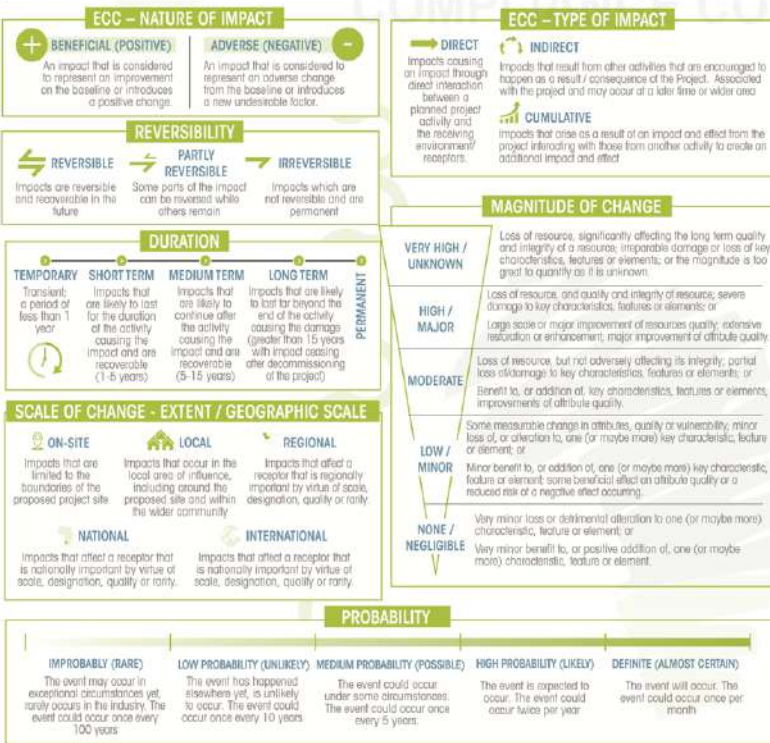 ECC – NATURE OF IMPACT
BENEFICIAL (POSITIVE)
An impact that is considered
to represent an improvement
on the baseline or introduces
a positive change.
ADVERSE (NEGATIVE)
An impact that is considered to
represent an adverse change
from the baseline or introduces
a new undesirable factor.
REVERSIBILITY
REVERSIBLE
Impacts are reversible
and recoverable in the
future
PARTLY
REVERSIBLE
Some parts of the impact
can be reversed while
others remain
IRREVERSIBLE
Impacts which are
not reversible and are
permanent
DURATION
TEMPORARY
Transient;
a period of
less than 1
year
SHORT TERM
Impacts that
are likely to last
for the duration
of the activity
causing the
impact and are
recoverable
(1-5 years)
MEDIUM TERM
Impacts that
are likely to
continue after
the activity
causing the
impact and are
recoverable
(5-15 years)
LONG TERM
Impacts that are likely
to last far beyond the
end of the activity
causing the damage
(greater than 15 years
with impact ceasing
after decommissioning
of the project)
PERMANENT
SCALE OF CHANGE - EXTENT / GEOGRAPHIC SCALE
ON-SITE
Impacts that are
limited to the
boundaries of the
proposed project site
LOCAL
Impacts that occur in the
local area of influence,
including around the
proposed site and within
the wider community
REGIONAL
Impacts that affect a
receptor that is regionally
important by virtue of scale,
designation, quality or rarity.
NATIONAL
Impacts that affect a receptor that
is nationally important by virtue of
scale, designation, quality or rarity.
INTERNATIONAL
Impacts that affect a receptor that
is nationally important by virtue of
scale, designation, quality or rarity.
ECC – TYPE OF IMPACT
DIRECT
Impacts causing
an impact through
direct interaction
between a
planned project
activity and
the receiving
environment/
receptors.
INDIRECT
Impacts that result from other activities that are encouraged to
happen as a result / consequence of the Project. Associated
with the project and may occur at a later time or wider area
CUMULATIVE
Impacts that arise as a result of an impact and effect from the
project interacting with those from another activity to create an
additional impact and effect
MAGNITUDE OF CHANGE
VERY HIGH /
UNKNOWN
Loss of resource, significantly affecting the long term quality
and integrity of a resource; irreparable damage or loss of key
characteristics, features or elements; or the magnitude is too
great to quantify as it is unknown.
HIGH /
MAJOR
Loss of resource, and quality and integrity of resource; severe
damage to key characteristics, features or elements; or
Large scale or major improvement of resources quality; extensive
restoration or enhancement; major improvement of attribute quality.
MODERATE
Loss of resource, but not adversely affecting its integrity; partial
loss of/damage to key characteristics, features or elements; or
Benefit to, or addition of, key characteristics, features or elements,
improvements of attribute quality.
LOW /
MINOR
Some measurable change in attributes, quality or vulnerability; minor
loss of, or alteration to, one (or maybe more) key characteristic, feature
or element; or
Minor benefit to, or addition of, one (or maybe more) key characteristic,
feature or element; some beneficial effect on attribute quality or a
reduced risk of a negative effect occurring.
NONE /
NEGLIGIBLE
Very minor loss or detrimental alteration to one (or maybe more)
characteristic, feature or element; or
Very minor benefit to, or positive addition of, one (or maybe
more) characteristic, feature or element.
PROBABILITY
IMPROBABLY (RARE)
The event may occur in
exceptional circumstances yet,
rarely occurs in the industry. The
event could occur once every
100 years
LOW PROBABILITY (UNLIKELY)
The event has happened
elsewhere yet, is unlikely
to occur. The event could
occur once every 10 years
MEDIUM PROBABILITY (POSSIBLE)
The event could occur
under some circumstances.
The event could occur once
every 5 years.
HIGH PROBABILITY (LIKELY)
The event is expected to
occur. The event could
occur twice per year
DEFINITE (ALMOST CERTAIN)
The event will occur. The
event could occur once per
month